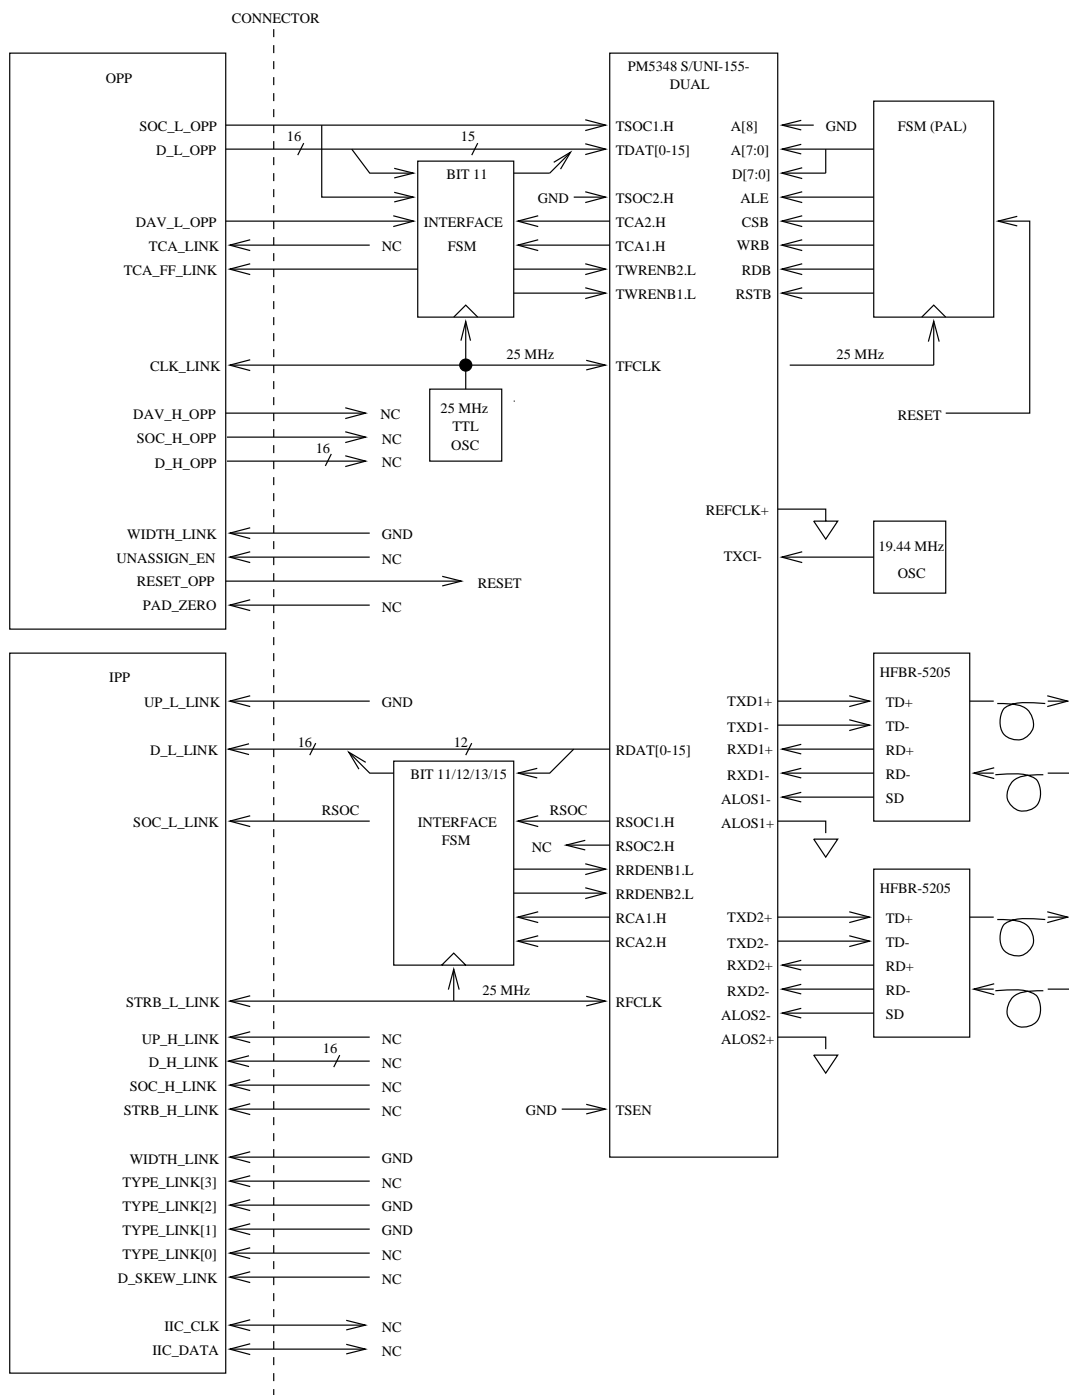 CONNECTOR
OPP
PM5348 S/UNI-155-
DUAL
FSM (PAL)
SOC_L_OPP
16
15
TSOC1.H
A[8]
GND
D_L_OPP
TDAT[0-15]
A[7:0]
BIT 11
D[7:0]
GND
TSOC2.H
ALE
DAV_L_OPP
INTERFACE
FSM
TCA2.H
CSB
TCA_LINK
NC
TCA1.H
WRB
TCA_FF_LINK
TWRENB2.L
RDB
TWRENB1.L
RSTB
CLK_LINK
25 MHz
TFCLK
25 MHz
DAV_H_OPP
NC
25 MHz
TTL
OSC
RESET
SOC_H_OPP
NC
D_H_OPP
16
NC
REFCLK+
WIDTH_LINK
GND
19.44 MHz
OSC
UNASSIGN_EN
NC
TXCI-
RESET_OPP
RESET
PAD_ZERO
NC
IPP
HFBR-5205
UP_L_LINK
GND
TXD1+
TD+
TXD1-
TD-
D_L_LINK
16
12
RDAT[0-15]
RXD1+
RD+
BIT 11/12/13/15
RXD1-
RD-
ALOS1-
SD
SOC_L_LINK
RSOC
INTERFACE
FSM
RSOC
RSOC1.H
ALOS1+
NC
RSOC2.H
RRDENB1.L
HFBR-5205
RRDENB2.L
RCA1.H
TXD2+
TD+
RCA2.H
TXD2-
TD-
RXD2+
RD+
STRB_L_LINK
25 MHz
RFCLK
RXD2-
RD-
ALOS2-
SD
UP_H_LINK
NC
ALOS2+
D_H_LINK
16
NC
SOC_H_LINK
NC
STRB_H_LINK
NC
GND
TSEN
WIDTH_LINK
GND
TYPE_LINK[3]
NC
TYPE_LINK[2]
GND
TYPE_LINK[1]
GND
TYPE_LINK[0]
NC
D_SKEW_LINK
NC
IIC_CLK
NC
IIC_DATA
NC